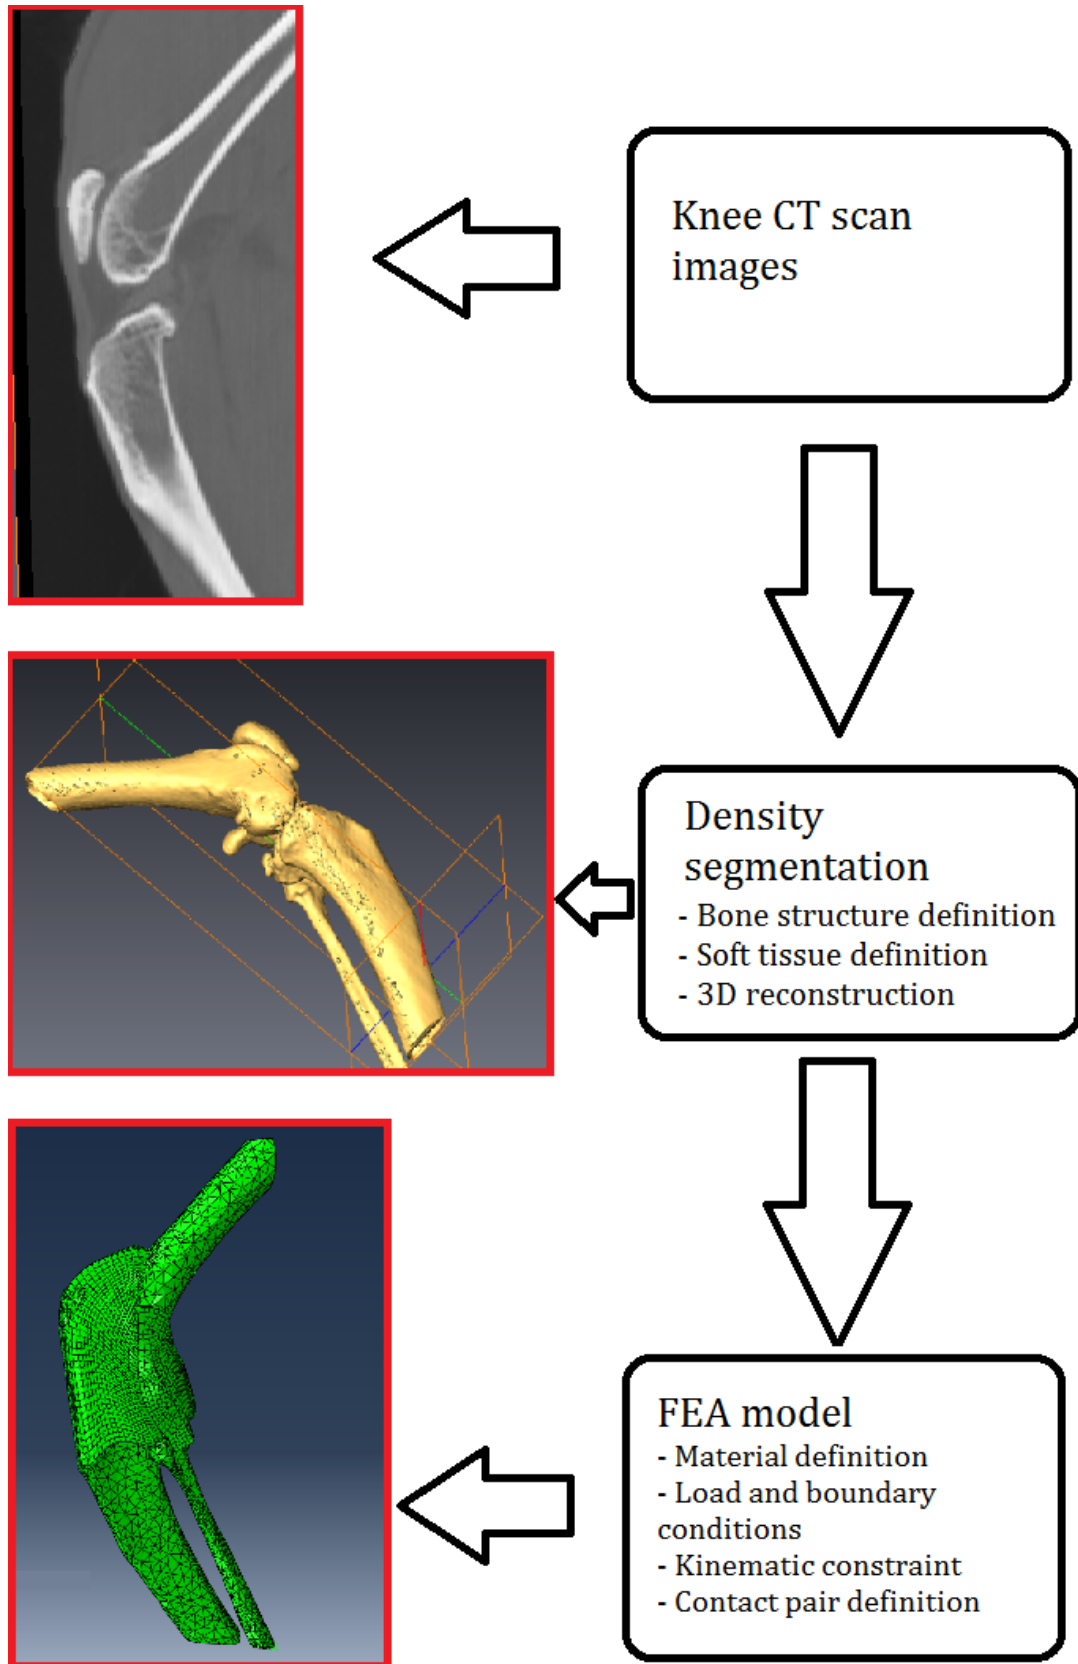 Knee CT scan
images
Density
segmentation
- Bone structure definition
- Soft tissue definition
- 3D reconstruction
FEA model
- Material definition
- Load and boundary
conditions
- Kinematic constraint
- Contact pair definition